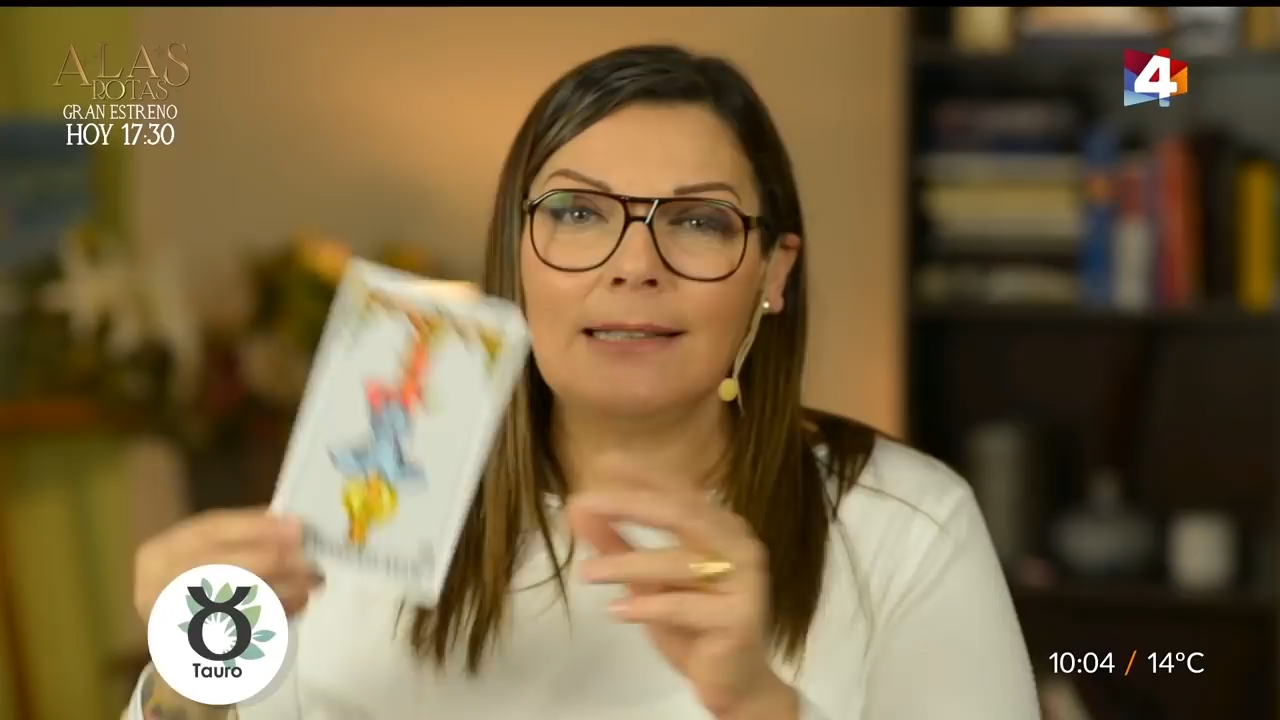 ALAS
ROTAS
GRAN ESTRENO
HOY 17:30
4
Tauro
10:04 / 14°C